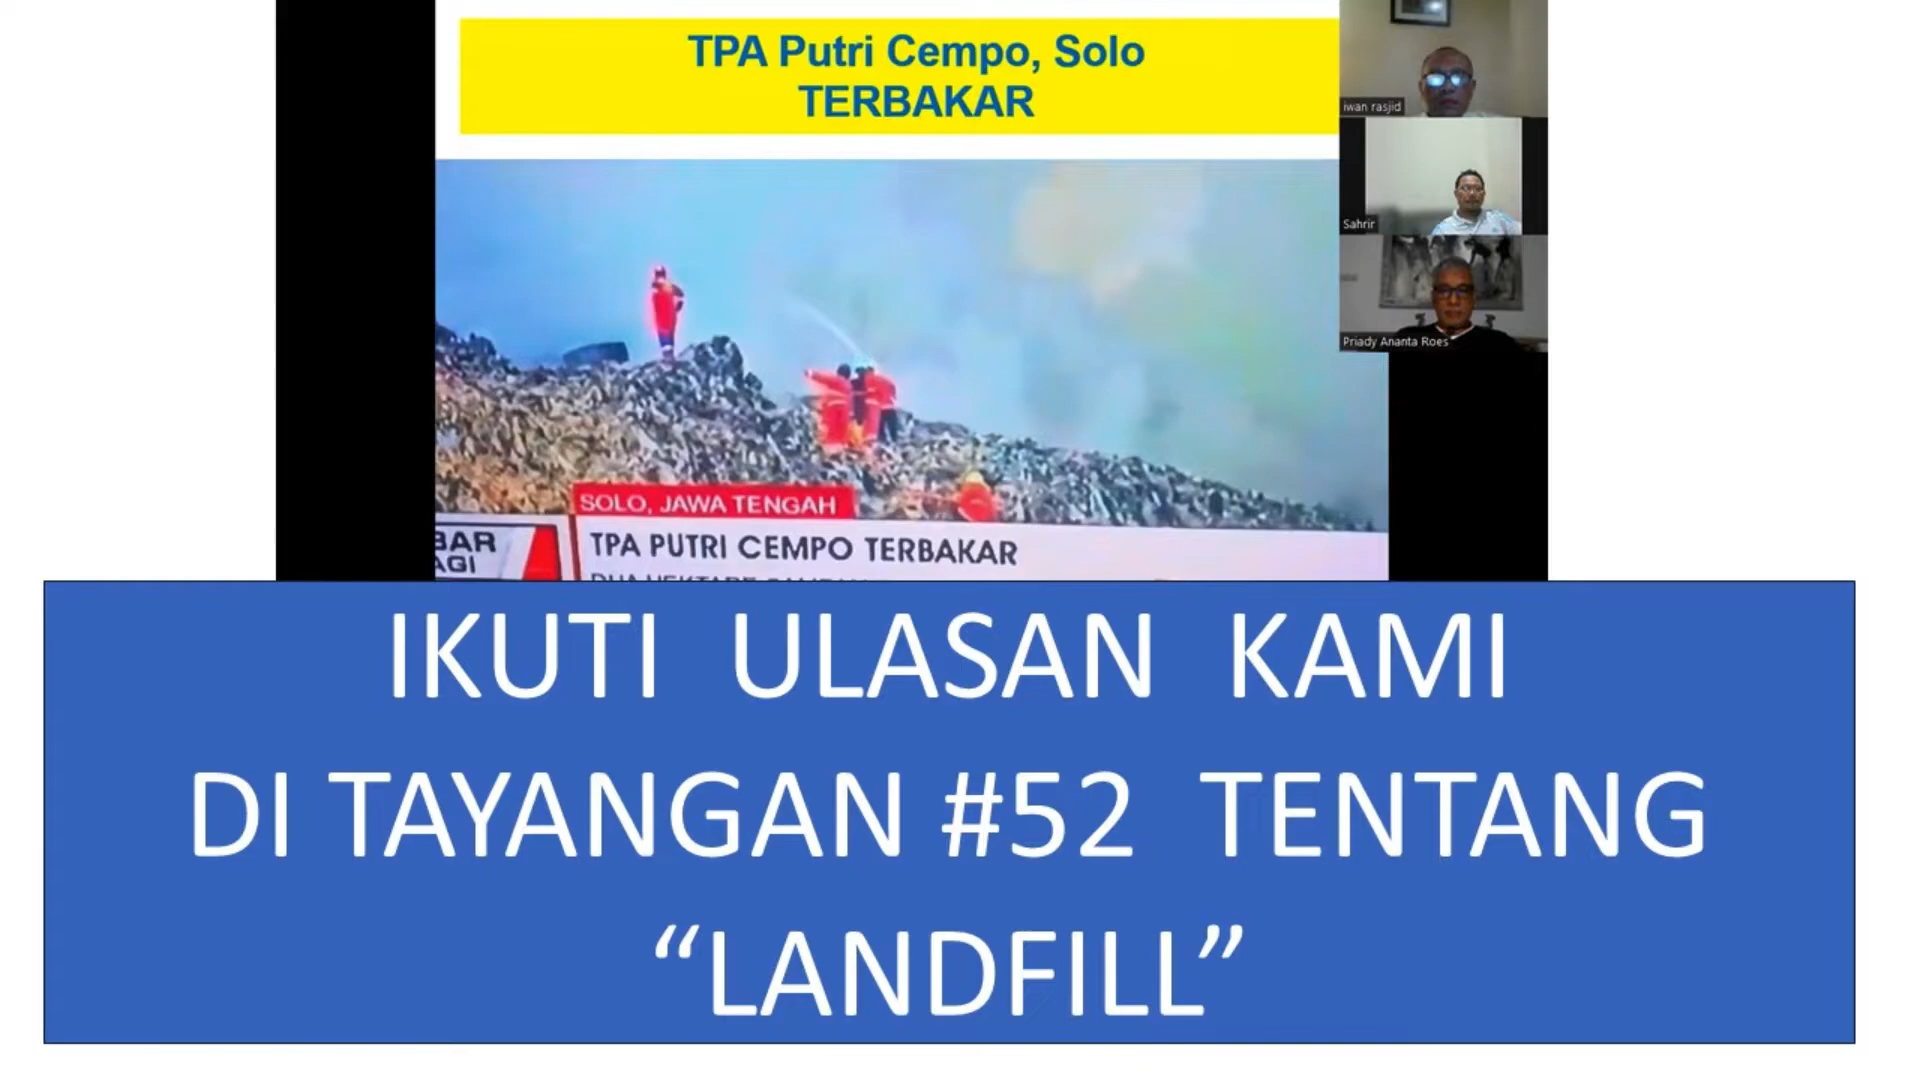 TPA Putri Cempo, Solo
TERBAKAR
iwan rasjid
Sahrir
Priady Ananta Roes
SOLO, JAWA TENGAH
BAR
AGI
TPA PUTRI CEMPO TERBAKAR
IKUTI ULASAN KAMI
DI TAYANGAN #52 TENTANG
“LANDFILL”